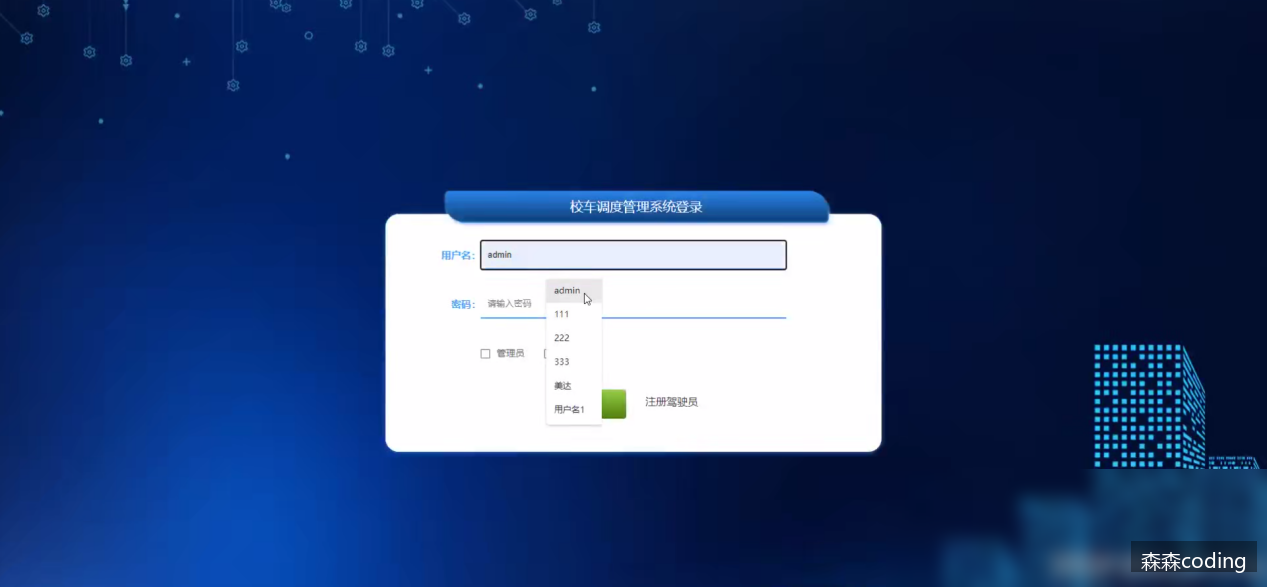 校车调度管理系统登录
用户名：
admin
密码：
请输入密码
admin
111
222
333
美达
用户名1
管理员
注册驾驶员
森森coding